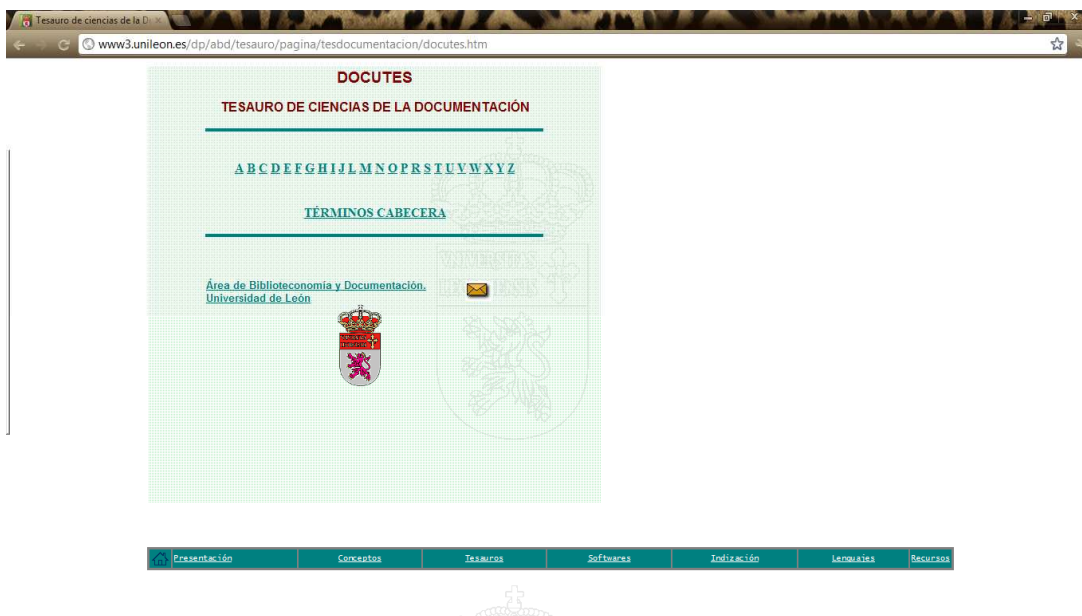 Tesauro de ciencias de la D
www3.unileon.es/dp/abd/tesauro/pagina/tesdocumentacion/docutes.htm
DOCUTES
TESAURO DE CIENCIAS DE LA DOCUMENTACIÓN
A B C D E F G H I J L M N O P R S T U V W X Y Z
TÉRMINOS CABECERA
VNIVERSITAS
Área de Biblioteconomía y Documentación.
Universidad de León
Presentación Conceptos Tesauros Softwares Indización Lenguajes Recursos